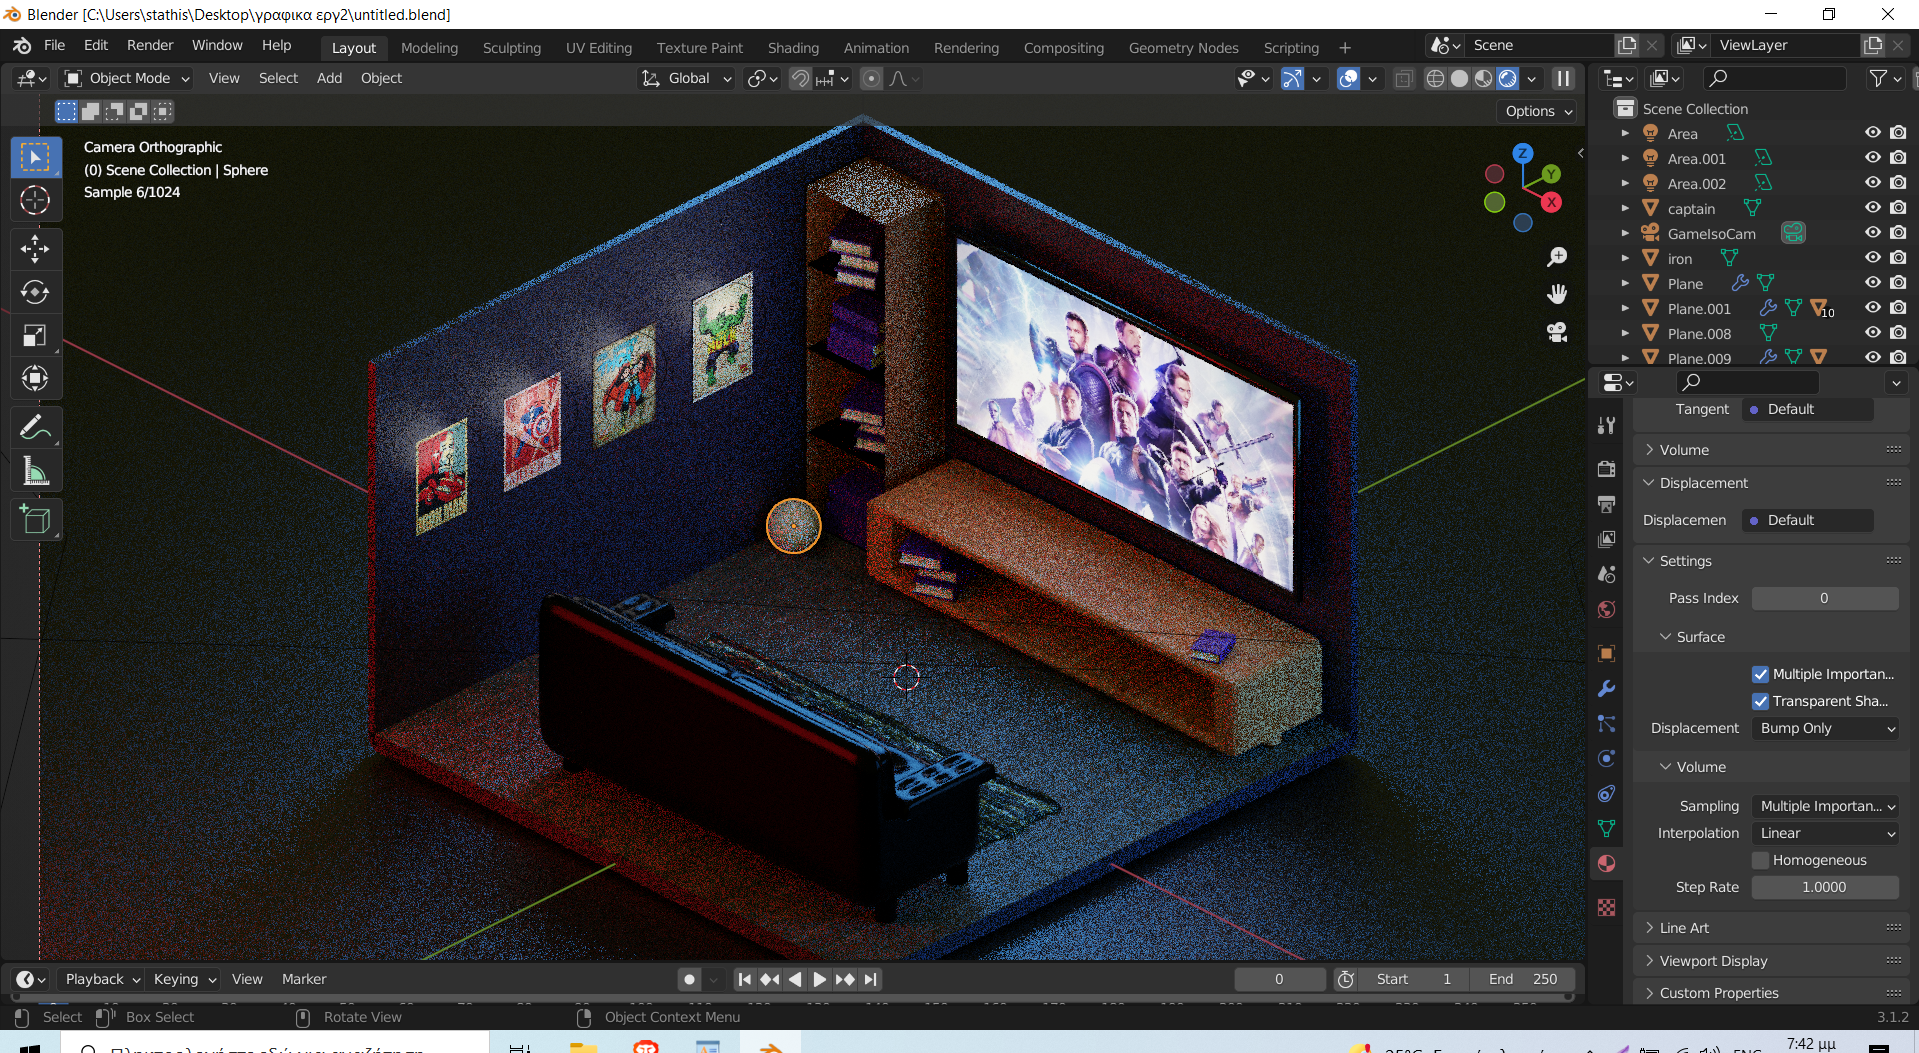 Blender [C:\Users\stathis\Desktop\γραφικα εργ2\untitled.blend]
File Edit Render Window Help
Layout Modeling Sculpting UV Editing Texture Paint Shading Animation Rendering Compositing Geometry Nodes Scripting +
Scene
ViewLayer
Object Mode View Select Add Object
Global
Options
Camera Orthographic
(0) Scene Collection | Sphere
Sample 6/1024
Z
Y
X
Scene Collection
Area
Area.001
Area.002
captain
GameIsoCam
iron
Plane
Plane.001 10
Plane.008
Plane.009
Tangent Default
Volume
Displacement
Displacemen Default
Settings
Pass Index 0
Surface
Multiple Importan...
Transparent Sha...
Displacement Bump Only
Volume
Sampling Multiple Importan...
Interpolation Linear
Homogeneous
Step Rate 1.0000
Line Art
Viewport Display
Custom Properties
Playback Keying View Marker
0
Start 1 End 250
Select Box Select Rotate View Object Context Menu
3.1.2
7:42 μμ